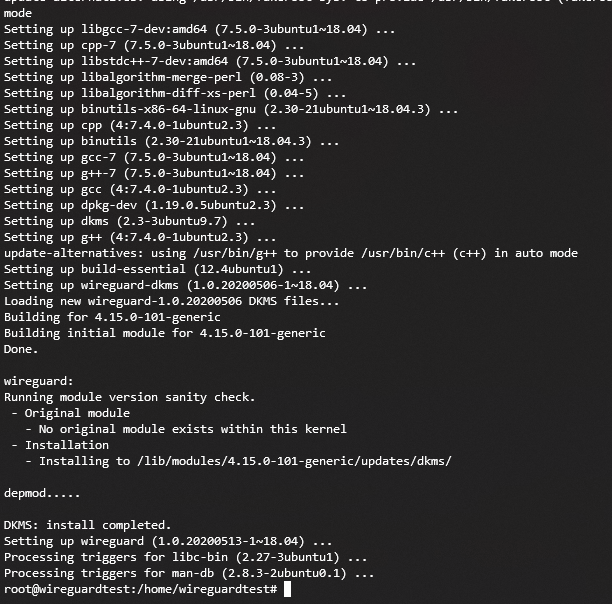 mode
Setting up libgcc-7-dev:amd64 (7.5.0-3ubuntu1~18.04) ...
Setting up cpp-7 (7.5.0-3ubuntu1~18.04) ...
Setting up libstdc++-7-dev:amd64 (7.5.0-3ubuntu1~18.04) ...
Setting up libalgorithm-merge-perl (0.08-3) ...
Setting up libalgorithm-diff-xs-perl (0.04-5) ...
Setting up binutils-x86-64-linux-gnu (2.30-21ubuntu1~18.04.3) ...
Setting up cpp (4:7.4.0-1ubuntu2.3) ...
Setting up binutils (2.30-21ubuntu1~18.04.3) ...
Setting up gcc-7 (7.5.0-3ubuntu1~18.04) ...
Setting up g++-7 (7.5.0-3ubuntu1~18.04) ...
Setting up gcc (4:7.4.0-1ubuntu2.3) ...
Setting up dpkg-dev (1.19.0.5ubuntu2.3) ...
Setting up dkms (2.3-3ubuntu9.7) ...
Setting up g++ (4:7.4.0-1ubuntu2.3) ...
update-alternatives: using /usr/bin/g++ to provide /usr/bin/c++ (c++) in auto mode
Setting up build-essential (12.4ubuntu1) ...
Setting up wireguard-dkms (1.0.20200506-1~18.04) ...
Loading new wireguard-1.0.20200506 DKMS files...
Building for 4.15.0-101-generic
Building initial module for 4.15.0-101-generic
Done.
wireguard:
Running module version sanity check.
- Original module
- No original module exists within this kernel
- Installation
- Installing to /lib/modules/4.15.0-101-generic/updates/dkms/
depmod.....
DKMS: install completed.
Setting up wireguard (1.0.20200513-1~18.04) ...
Processing triggers for libc-bin (2.27-3ubuntu1) ...
Processing triggers for man-db (2.8.3-2ubuntu0.1) ...
root@wireguardtest:/home/wireguardtest#